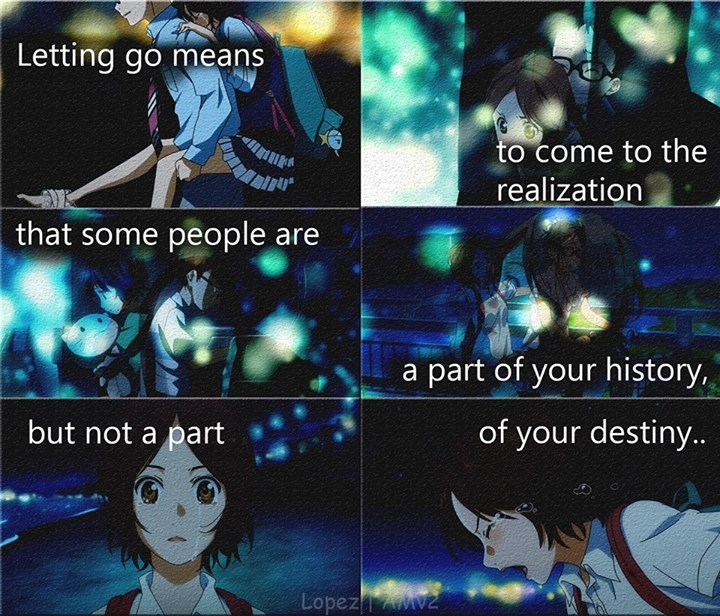 Letting go means
to come to the
realization
that some people are
a part of your history,
but not a part
of your destiny..
Lopez | AMVz